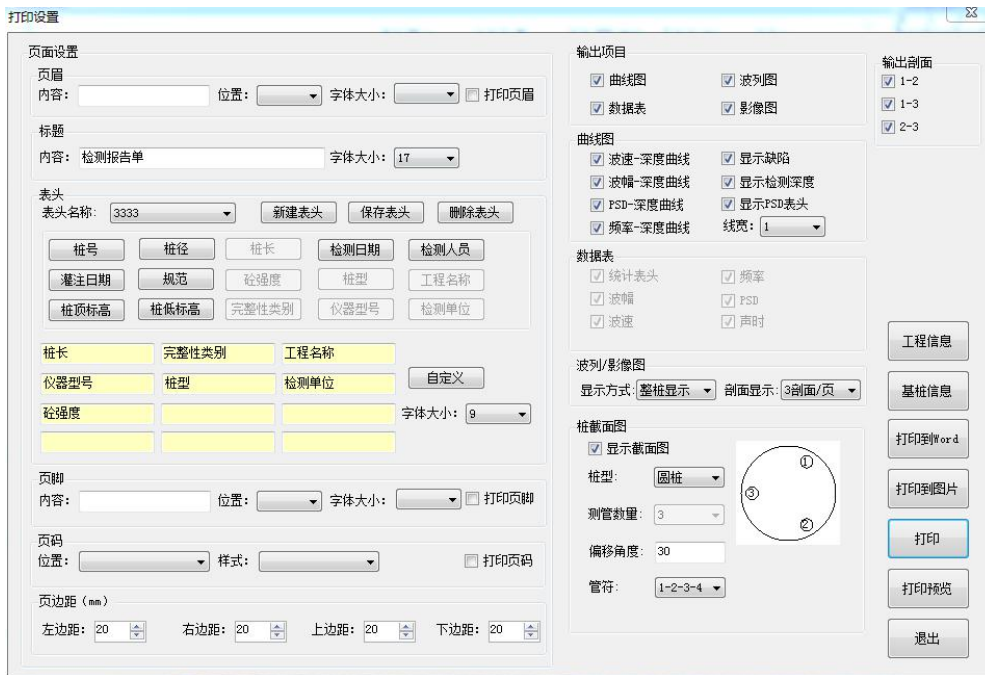 打印设置
页面设置
页眉
内容: 位置: 字体大小: 打印页眉
标题
内容: 检测报告单 字体大小: 17
表头
表头名称: 3333 新建表头 保存表头 删除表头
桩号 桩径 桩长 检测日期 检测人员
灌注日期 规范 砼强度 桩型 工程名称
桩顶标高 桩低标高 完整性类别 仪器型号 检测单位
桩长 完整性类别 工程名称
仪器型号 桩型 检测单位 自定义
砼强度 字体大小: 9
页脚
内容: 位置: 字体大小: 打印页脚
页码
位置: 样式: 打印页码
页边距(mm)
左边距: 20 右边距: 20 上边距: 20 下边距: 20
输出项目
曲线图 波列图
数据表 影像图
曲线图
波速-深度曲线 显示缺陷
波幅-深度曲线 显示检测深度
PSD-深度曲线 显示PSD表头
频率-深度曲线 线宽: 1
数据表
统计表头 频率
波幅 PSD
波速 声时
波列/影像图
显示方式: 整桩显示 剖面显示: 3剖面/页
桩截面图
显示截面图
桩型: 圆桩
测管数量: 3
偏移角度: 30
管符: 1-2-3-4
①
③
②
输出剖面
1-2
1-3
2-3
工程信息
基桩信息
打印到Word
打印到图片
打印
打印预览
退出